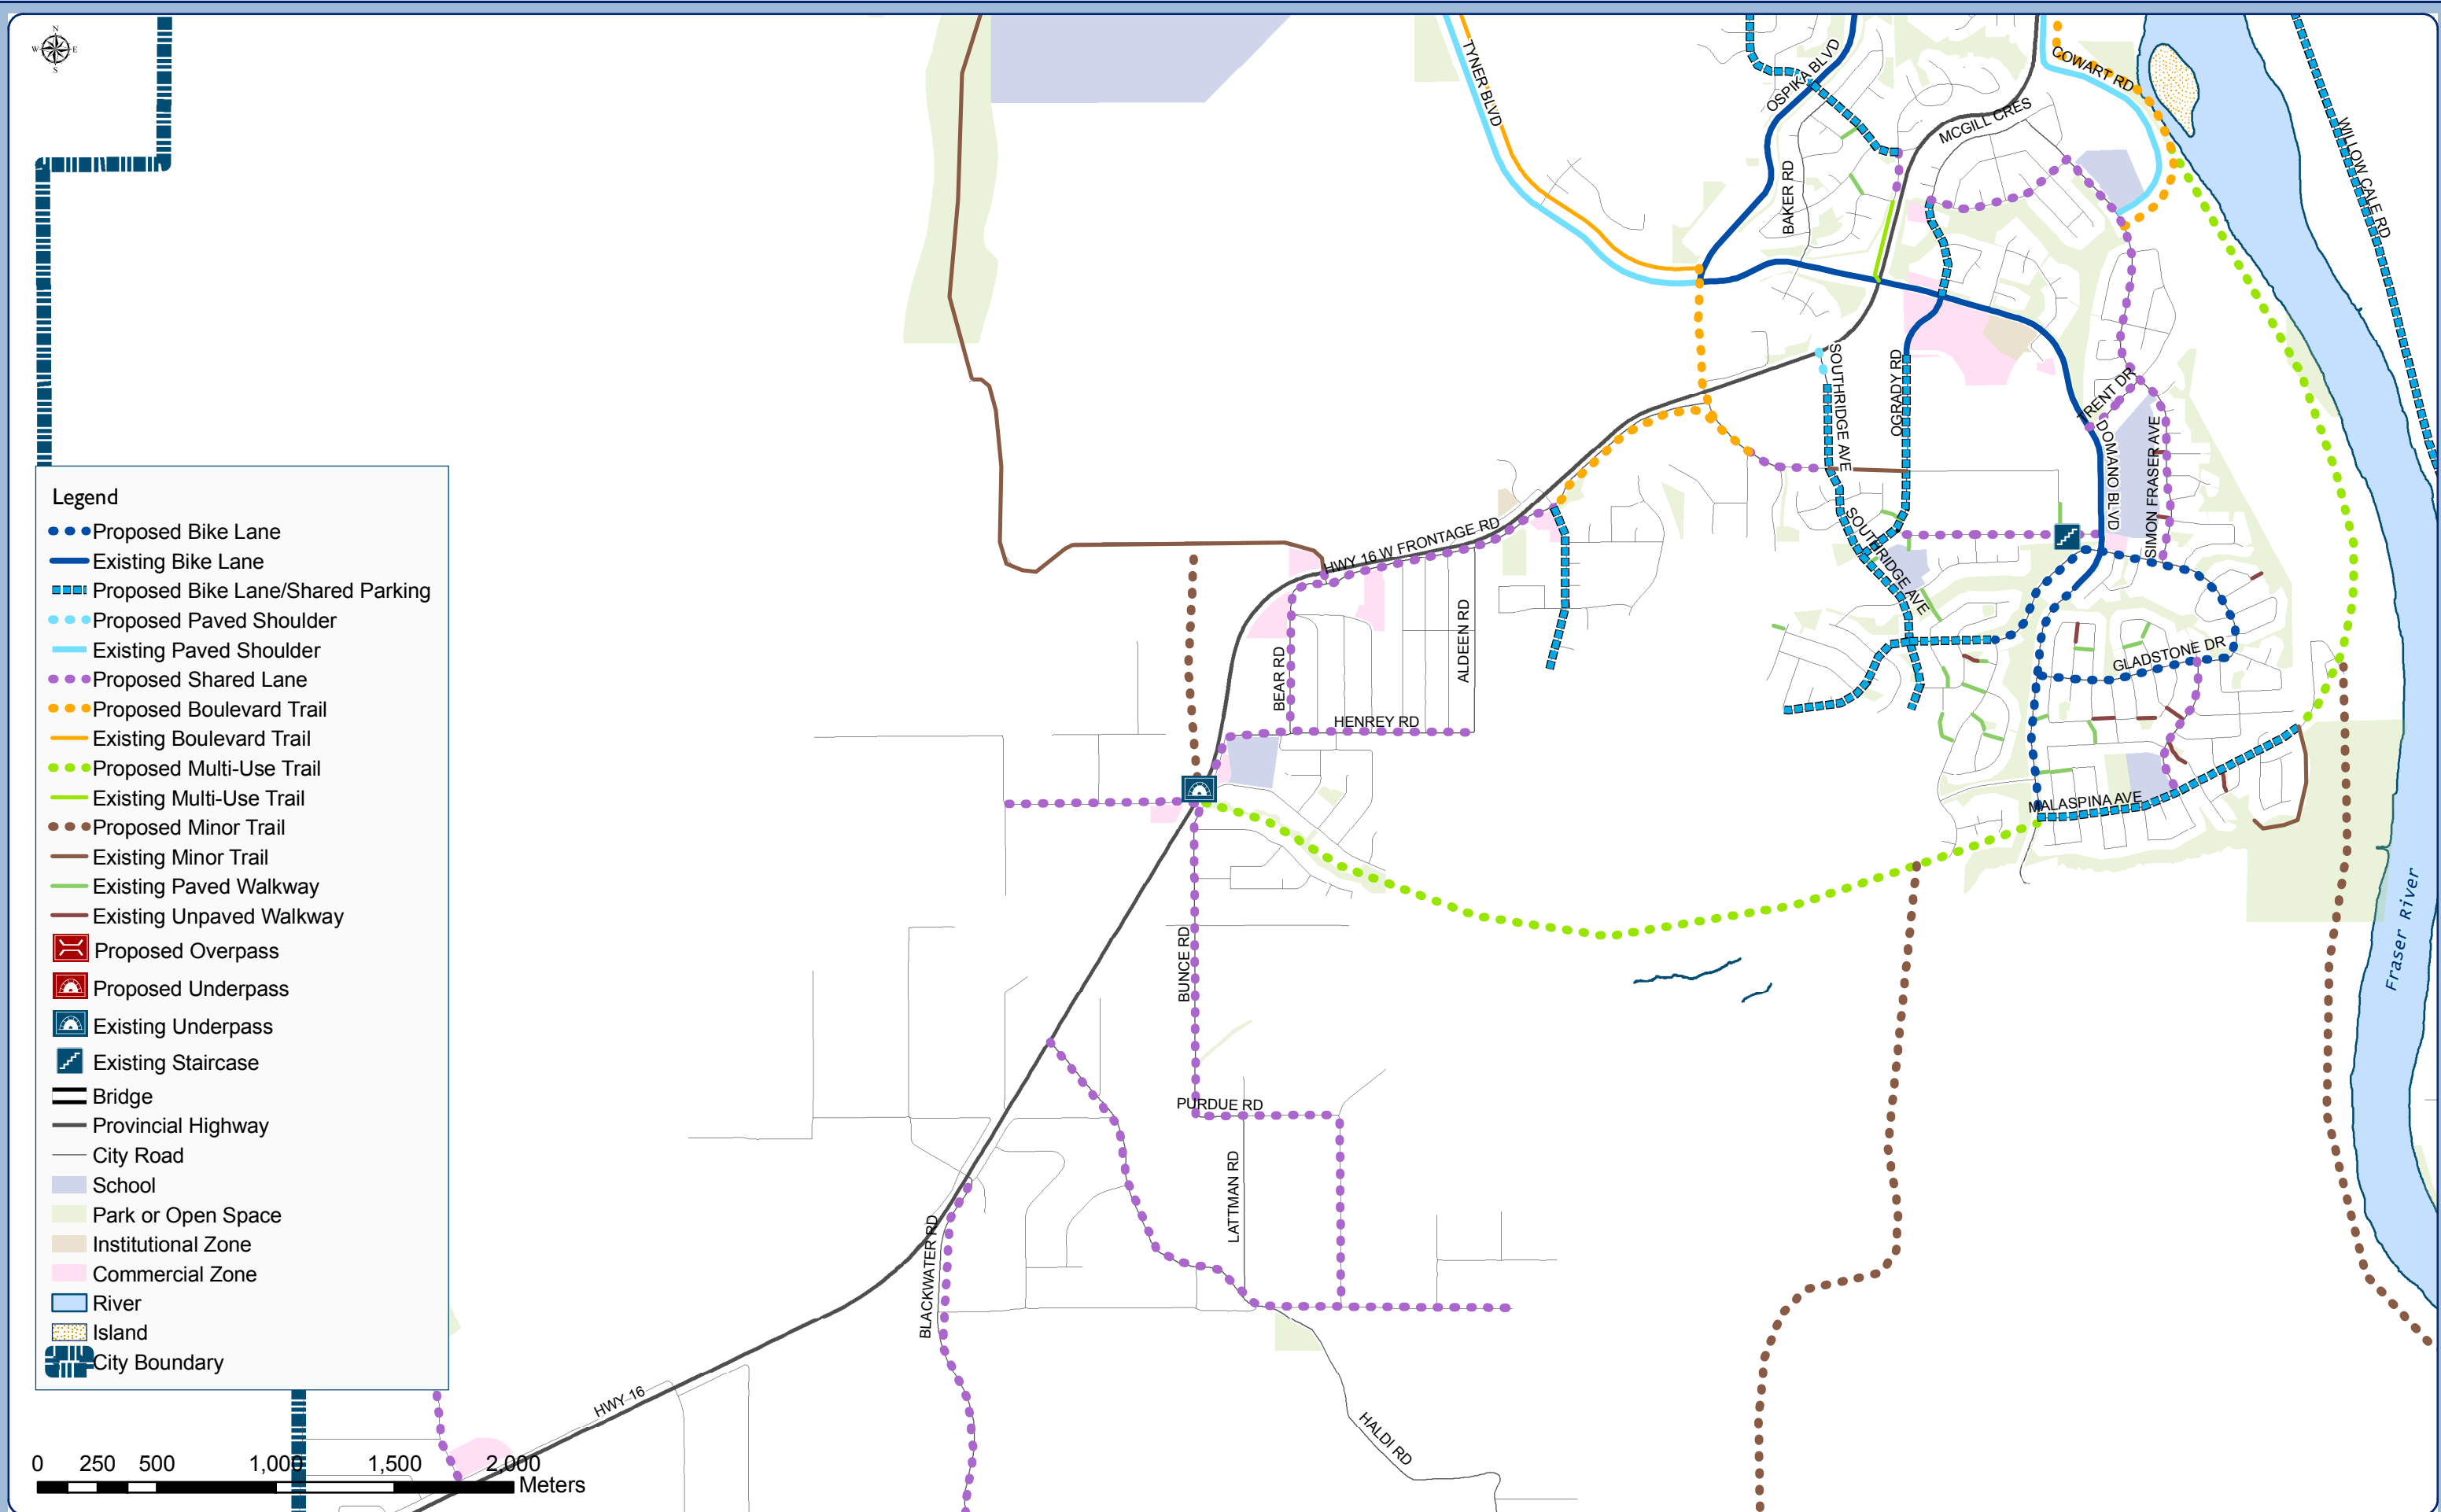 N
W E
S
TYNER BLVD
OSPIKA BLVD
COWART RD
MCGILL CRES
WILLOW CALE RD
BAKER RD
SOUTHRIDGE AVE
OGRADY RD
TRENT DR
DOMANO BLVD
SIMON FRASER AVE
HWY 16 W FRONTAGE RD
SOUTHRIDGE AVE
ALDEEN RD
BEAR RD
HENREY RD
GLADSTONE DR
MALASPINA AVE
Fraser River
BUNCE RD
PURDUE RD
LATTMAN RD
BLACKWATER RD
HWY 16
HALDI RD
Legend
Proposed Bike Lane
Existing Bike Lane
Proposed Bike Lane/Shared Parking
Proposed Paved Shoulder
Existing Paved Shoulder
Proposed Shared Lane
Proposed Boulevard Trail
Existing Boulevard Trail
Proposed Multi-Use Trail
Existing Multi-Use Trail
Proposed Minor Trail
Existing Minor Trail
Existing Paved Walkway
Existing Unpaved Walkway
Proposed Overpass
Proposed Underpass
Existing Underpass
Existing Staircase
Bridge
Provincial Highway
City Road
School
Park or Open Space
Institutional Zone
Commercial Zone
River
Island
City Boundary
0 250 500 1,000 1,500 2,000
Meters